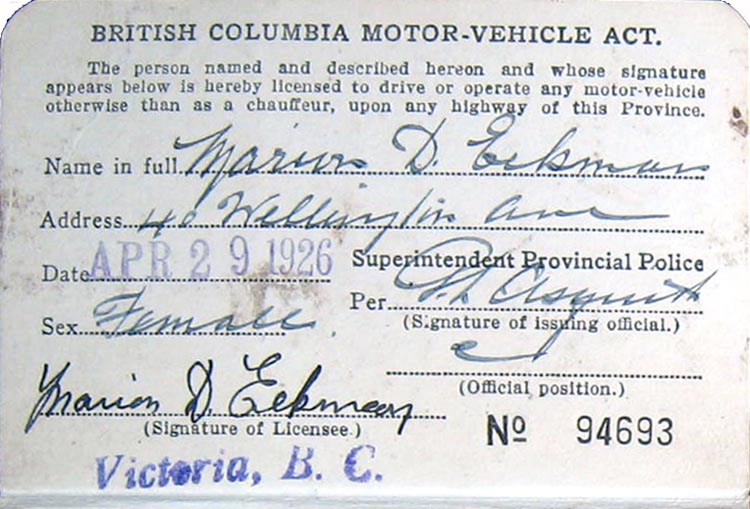 BRITISH COLUMBIA MOTOR-VEHICLE ACT.
The person named and described hereon and whose signature
appears below is hereby licensed to drive or operate any motor-vehicle
otherwise than as a chauffeur, upon any highway of this Province.
Name in full Marion D. Eckman
Address 40 Wellington Ave
Date APR 29 1926
Superintendent Provincial Police
Per Asquith
(Signature of issuing official.)
Sex Female.
(Official position.)
Marion D Eckman
(Signature of Licensee.)
No 94693
Victoria, B. C.